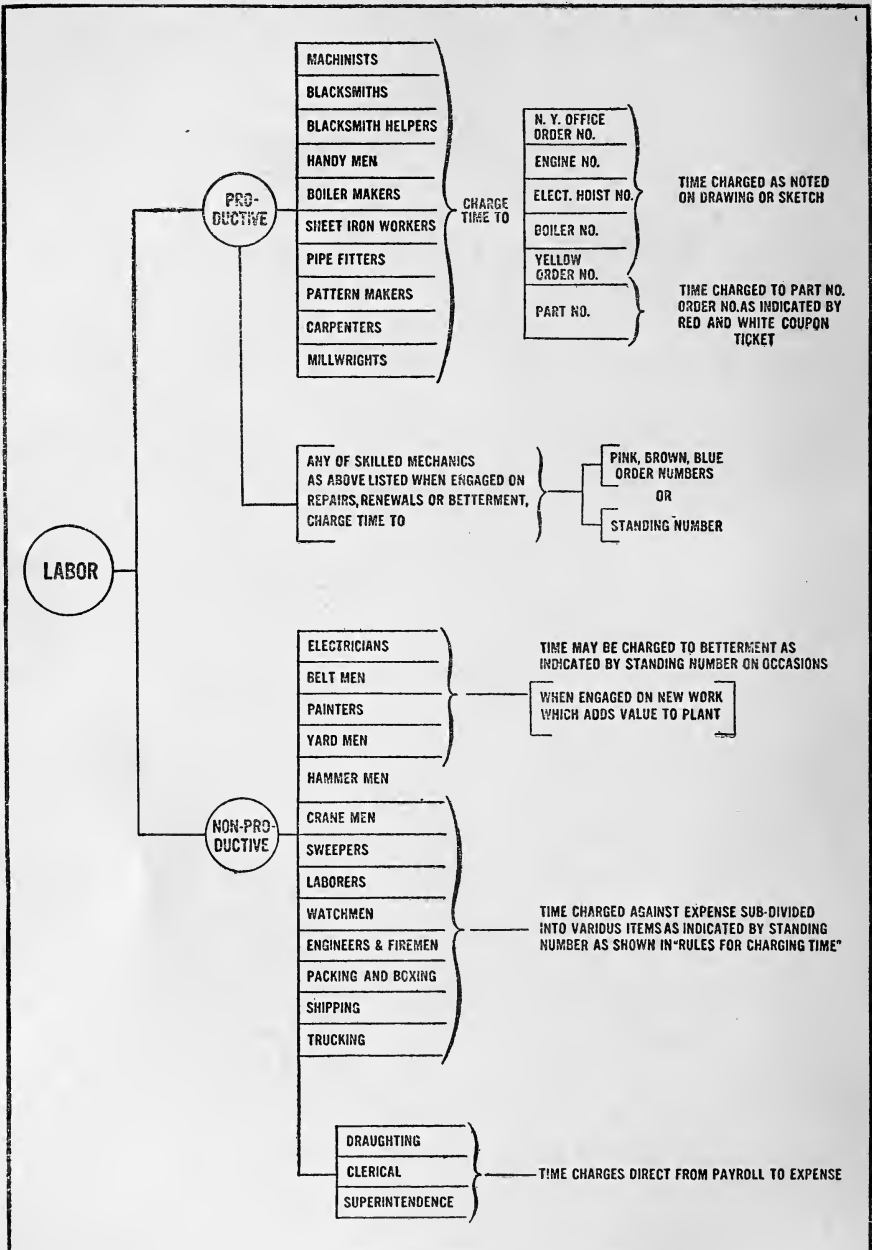 LABOR
PRO-
DUCTIVE
MACHINISTS
BLACKSMITHS
BLACKSMITH HELPERS
HANDY MEN
BOILER MAKERS
SHEET IRON WORKERS
PIPE FITTERS
PATTERN MAKERS
CARPENTERS
MILLWRIGHTS
CHARGE
TIME TO
N. Y. OFFICE
ORDER NO.
ENGINE NO.
ELECT. HOIST NO.
BOILER NO.
YELLOW
ORDER NO.
PART NO.
TIME CHARGED AS NOTED
ON DRAWING OR SKETCH
TIME CHARGED TO PART NO.
ORDER NO. AS INDICATED BY
RED AND WHITE COUPON
TICKET
ANY OF SKILLED MECHANICS
AS ABOVE LISTED WHEN ENGAGED ON
REPAIRS, RENEWALS OR BETTERMENT,
CHARGE TIME TO
PINK, BROWN, BLUE
ORDER NUMBERS
OR
STANDING NUMBER
NON-PRO-
DUCTIVE
ELECTRICIANS
BELT MEN
PAINTERS
YARD MEN
HAMMER MEN
CRANE MEN
SWEEPERS
LABORERS
WATCHMEN
ENGINEERS & FIREMEN
PACKING AND BOXING
SHIPPING
TRUCKING
TIME MAY BE CHARGED TO BETTERMENT AS
INDICATED BY STANDING NUMBER ON OCCASIONS
WHEN ENGAGED ON NEW WORK
WHICH ADDS VALUE TO PLANT
TIME CHARGED AGAINST EXPENSE SUB-DIVIDED
INTO VARIOUS ITEMS AS INDICATED BY STANDING
NUMBER AS SHOWN IN "RULES FOR CHARGING TIME"
DRAUGHTING
CLERICAL
SUPERINTENDENCE
TIME CHARGES DIRECT FROM PAYROLL TO EXPENSE